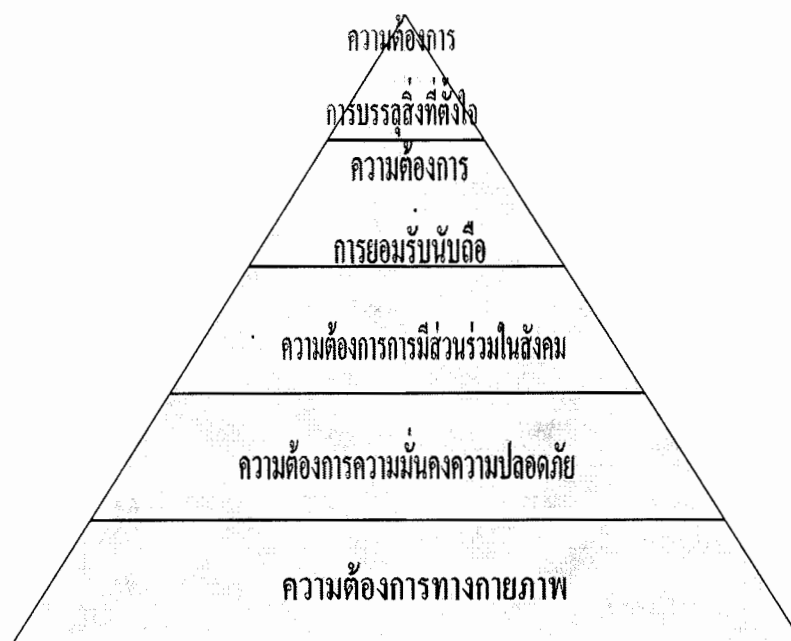 ความต้องการ
การบรรลุสิ่งที่ตั้งใจ
ความต้องการ
การยอมรับนับถือ
ความต้องการการมีส่วนร่วมในสังคม
ความต้องการความมั่นคงความปลอดภัย
ความต้องการทางกายภาพ